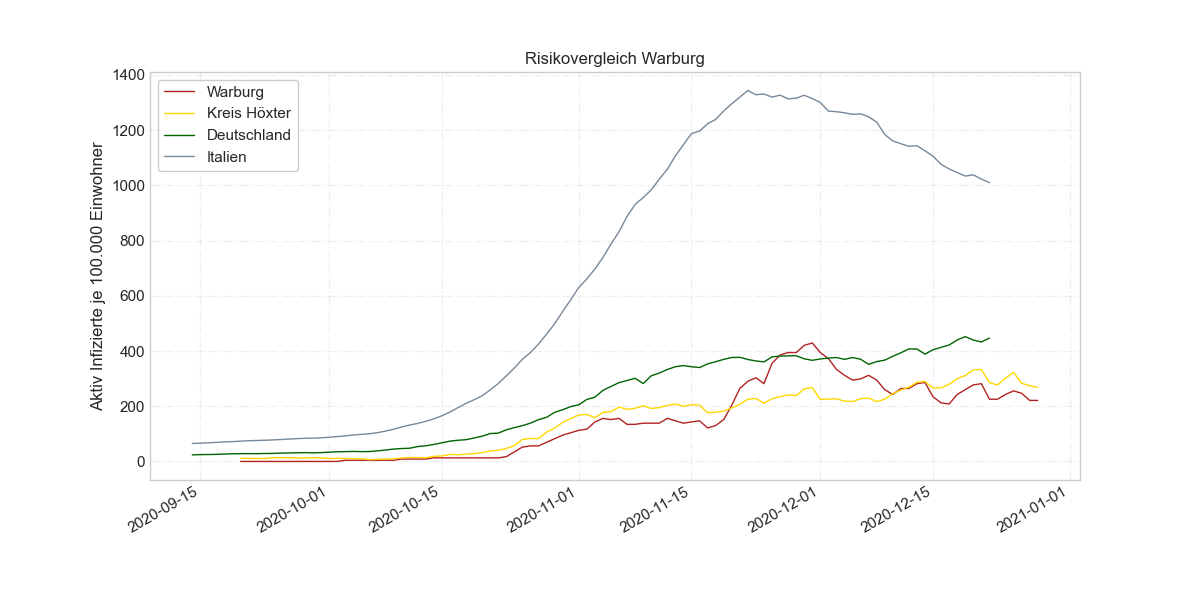 Risikovergleich Warburg
Aktiv Infizierte je 100.000 Einwohner
1400
1200
1000
800
600
400
200
0
Warburg
Kreis Höxter
Deutschland
Italien
2020-09-15
2020-10-01
2020-10-15
2020-11-01
2020-11-15
2020-12-01
2020-12-15
2021-01-01